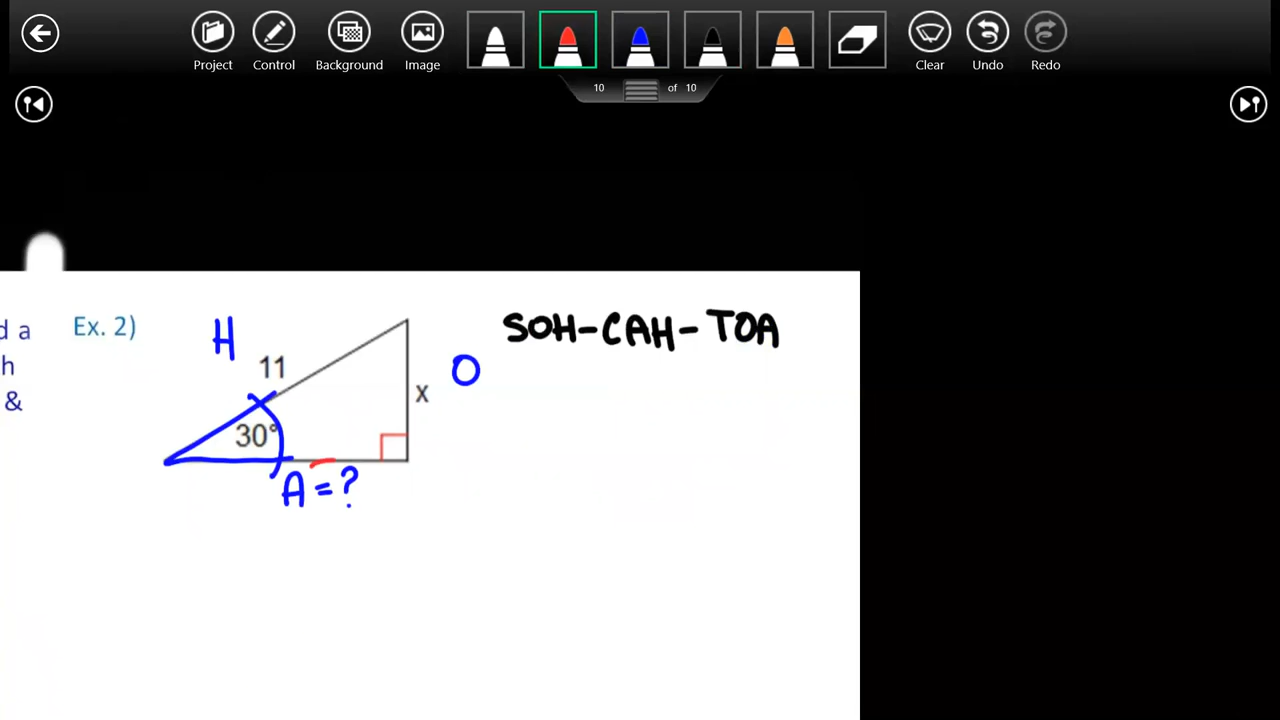 Project Control Background Image Clear Undo Redo
10 of 10
d a
h
&
Ex. 2)
H
11
30°
x
O
A = ?
SOH-CAH-TOA